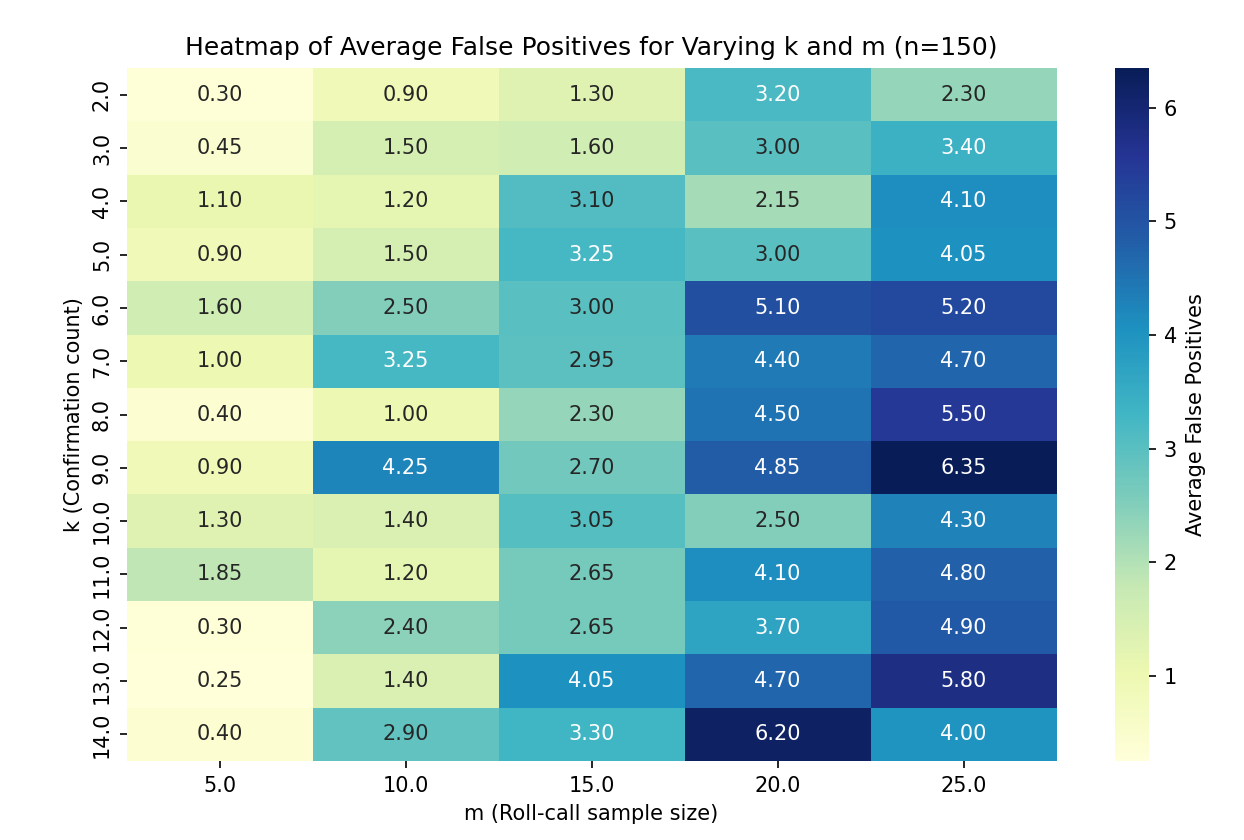 Heatmap of Average False Positives for Varying k and m (n=150)
2.0 0.30 0.90 1.30 3.20 2.30
3.0 0.45 1.50 1.60 3.00 3.40
4.0 1.10 1.20 3.10 2.15 4.10
5.0 0.90 1.50 3.25 3.00 4.05
6.0 1.60 2.50 3.00 5.10 5.20
7.0 1.00 3.25 2.95 4.40 4.70
8.0 0.40 1.00 2.30 4.50 5.50
9.0 0.90 4.25 2.70 4.85 6.35
10.0 1.30 1.40 3.05 2.50 4.30
11.0 1.85 1.20 2.65 4.10 4.80
12.0 0.30 2.40 2.65 3.70 4.90
13.0 0.25 1.40 4.05 4.70 5.80
14.0 0.40 2.90 3.30 6.20 4.00
5.0 10.0 15.0 20.0 25.0
m (Roll-call sample size)
k (Confirmation count)
6
5
4
3
2
1
Average False Positives